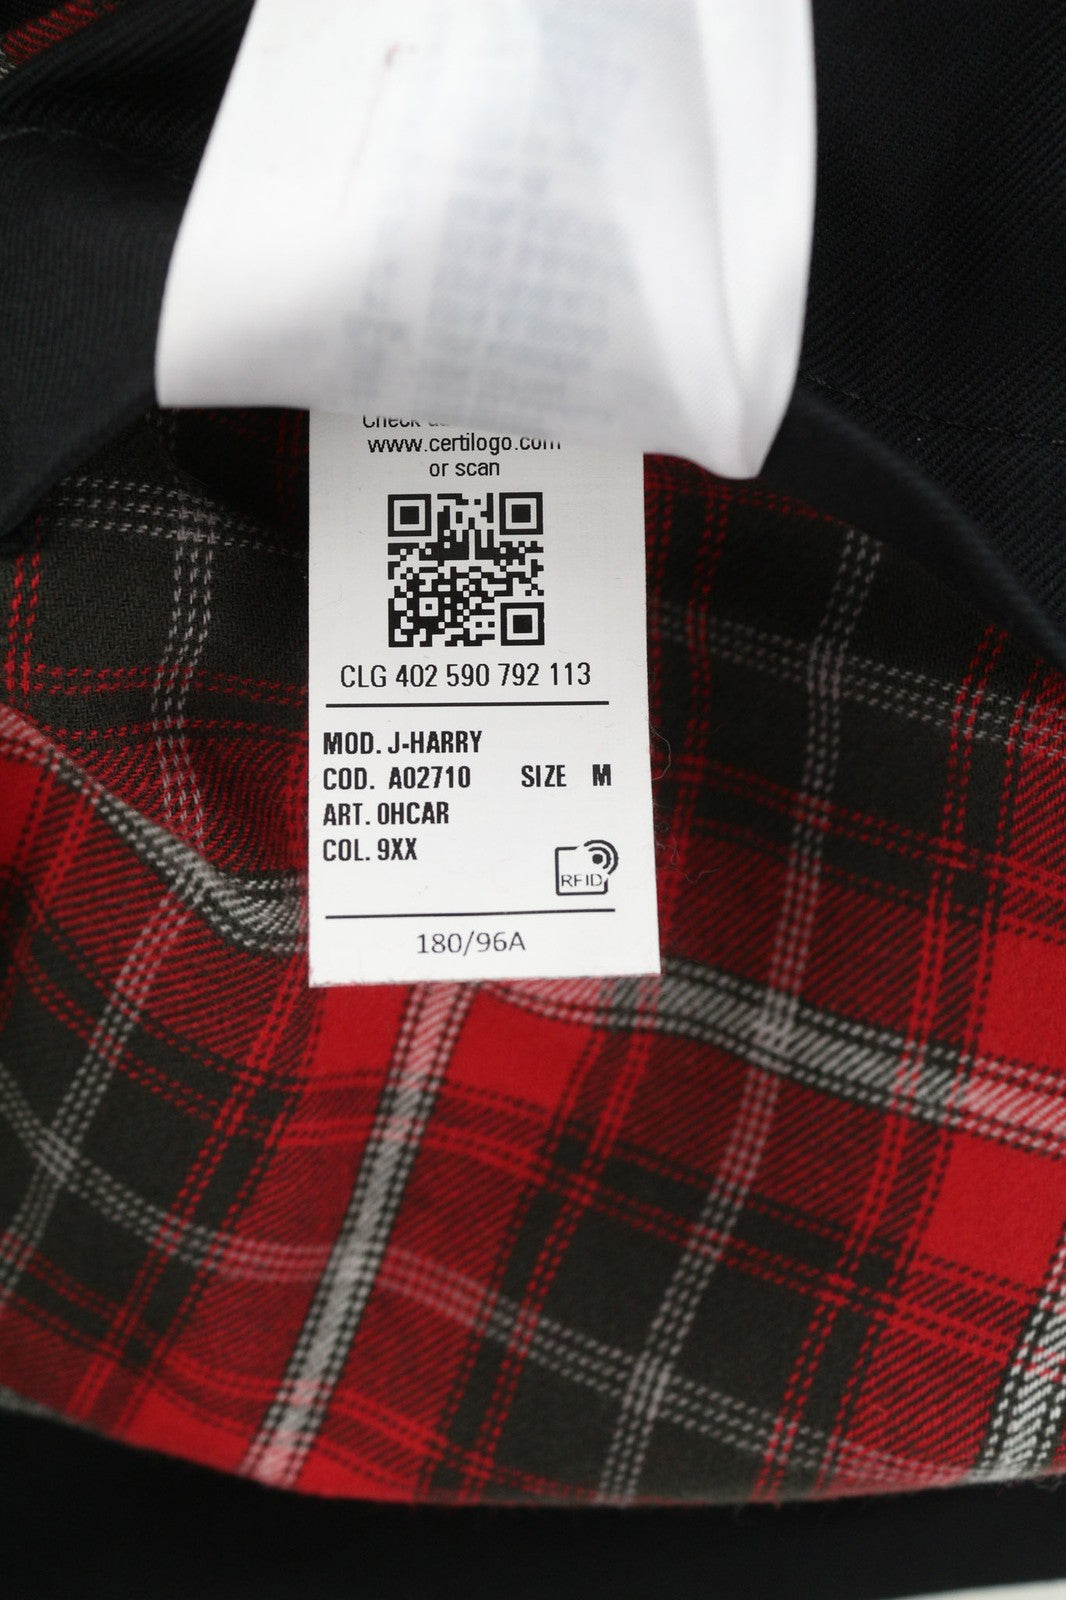 Check
www.certilogo.com
or scan
CLG 402 590 792 113
MOD. J-HARRY
COD. A02710 SIZE M
ART. 0HCAR
COL. 9XX
RFID
180/96A